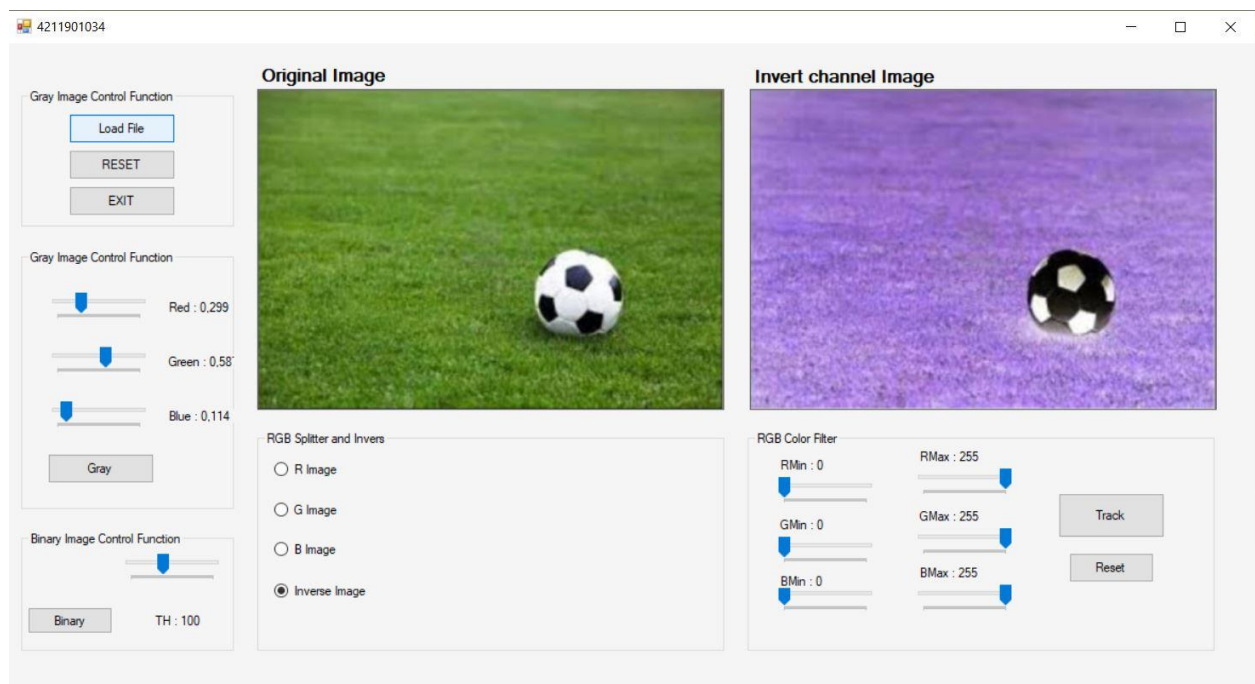 4211901034
Original Image
Invert channel Image
Gray Image Control Function
Load File
RESET
EXIT
Gray Image Control Function
Red : 0,299
Green : 0,58
Blue : 0,114
Gray
Binary Image Control Function
Binary
TH : 100
RGB Splitter and Invers
R Image
G Image
B Image
Inverse Image
RGB Color Filter
RMin : 0
RMax : 255
GMin : 0
GMax : 255
BMin : 0
BMax : 255
Track
Reset